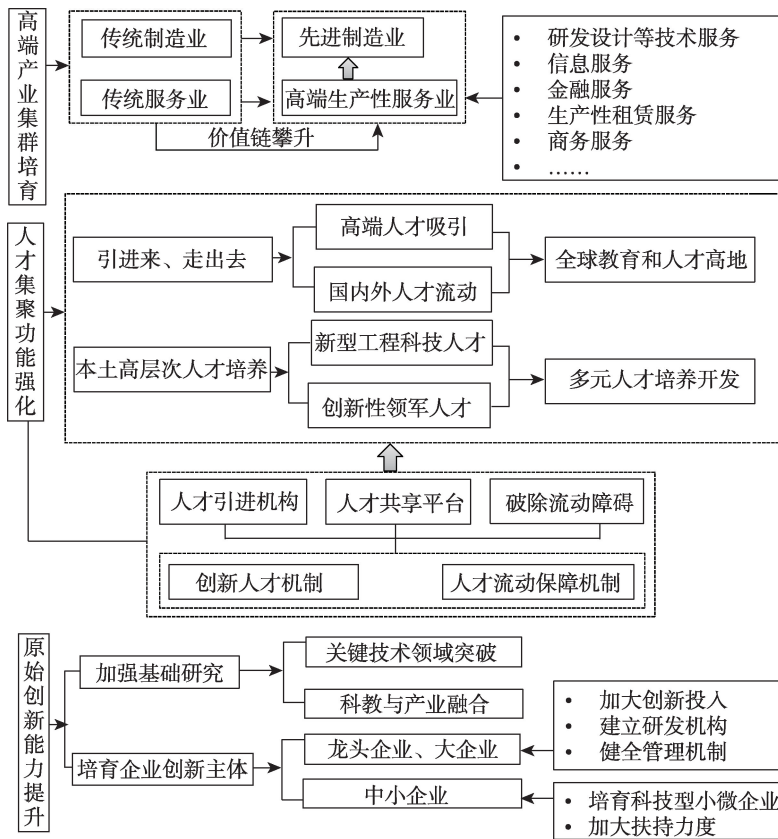 高端产业集群培育
传统制造业
先进制造业
传统服务业
高端生产性服务业
价值链攀升
• 研发设计等技术服务
• 信息服务
• 金融服务
• 生产性租赁服务
• 商务服务
• ……
人才集聚功能强化
引进来、走出去
高端人才吸引
国内外人才流动
全球教育和人才高地
本土高层次人才培养
新型工程科技人才
创新性领军人才
多元人才培养开发
人才引进机构
人才共享平台
破除流动障碍
创新人才机制
人才流动保障机制
原始创新能力提升
加强基础研究
关键技术领域突破
科教与产业融合
培育企业创新主体
龙头企业、大企业
中小企业
• 加大创新投入
• 建立研发机构
• 健全管理机制
• 培育科技型小微企业
• 加大扶持力度